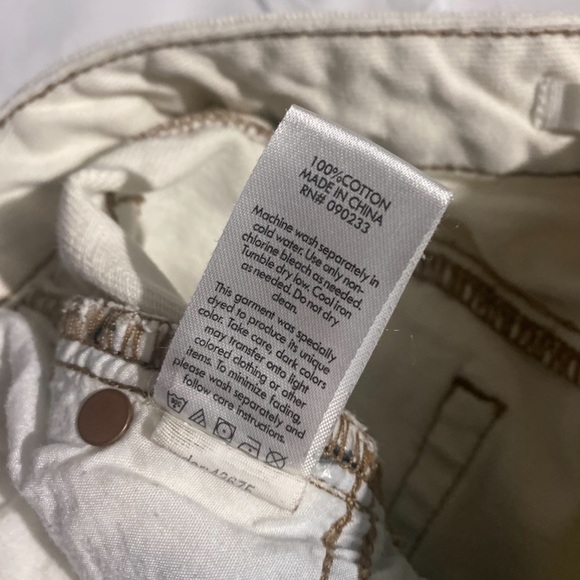 100%COTTON
MADE IN CHINA
RN# 090233
Machine wash separately in
cold water. Use only non-
chlorine bleach as needed.
Tumble dry low. Cool iron
as needed. Do not dry
clean.
This garment was specially
dyed to produce its unique
color. Take care, dark colors
may transfer onto light
colored clothing or other
items. To minimize fading,
please wash separately and
follow care instructions.